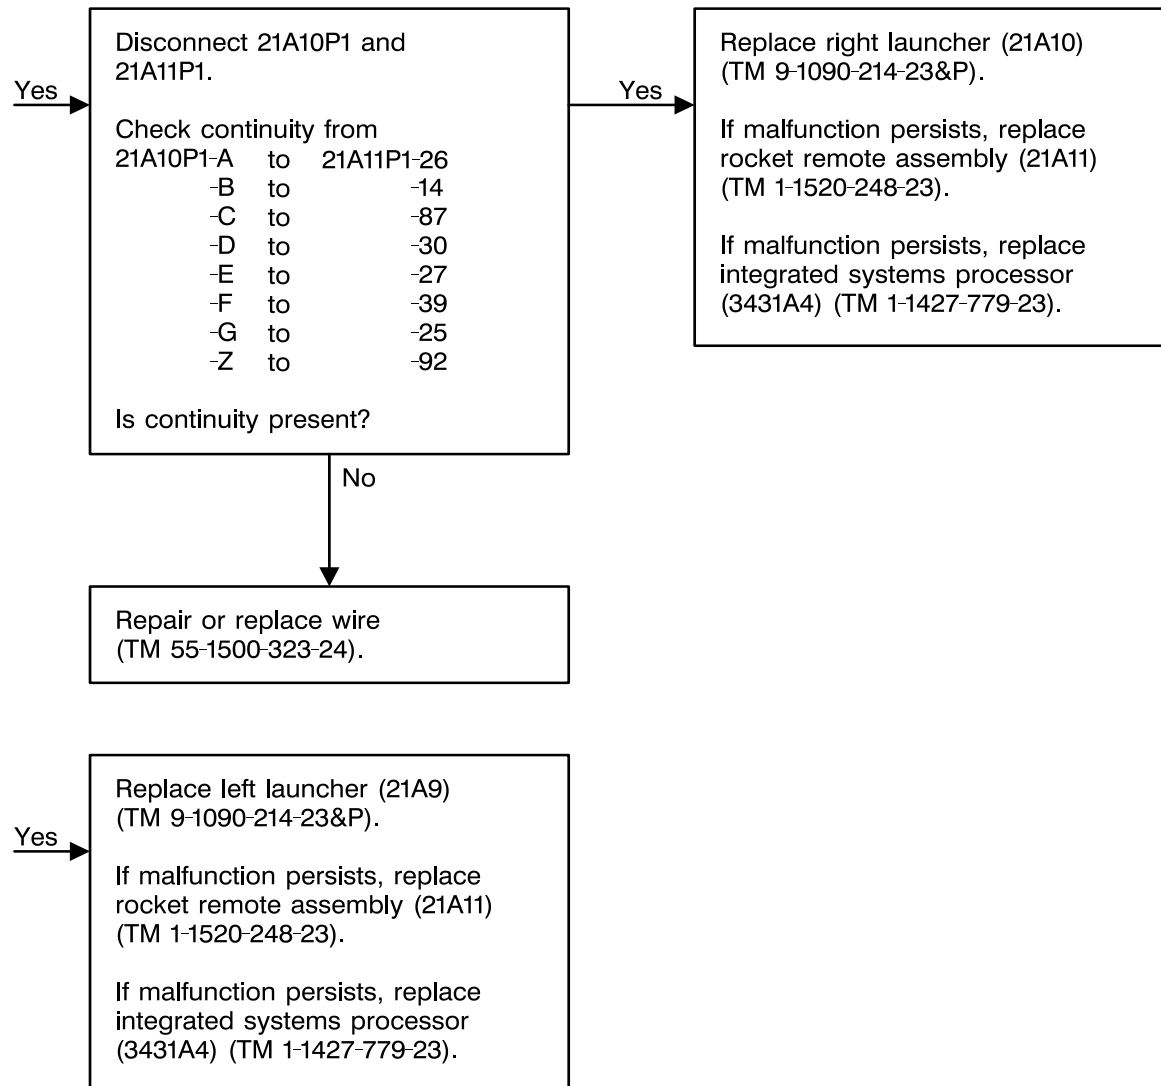 Yes
Disconnect 21A10P1 and
21A11P1.
Check continuity from
21A10P1-A to 21A11P1-26
-B to -14
-C to -87
-D to -30
-E to -27
-F to -39
-G to -25
-Z to -92
Is continuity present?
Yes
Replace right launcher (21A10)
(TM 9-1090-214-23&P).
If malfunction persists, replace
rocket remote assembly (21A11)
(TM 1-1520-248-23).
If malfunction persists, replace
integrated systems processor
(3431A4) (TM 1-1427-779-23).
No
Repair or replace wire
(TM 55-1500-323-24).
Yes
Replace left launcher (21A9)
(TM 9-1090-214-23&P).
If malfunction persists, replace
rocket remote assembly (21A11)
(TM 1-1520-248-23).
If malfunction persists, replace
integrated systems processor
(3431A4) (TM 1-1427-779-23).